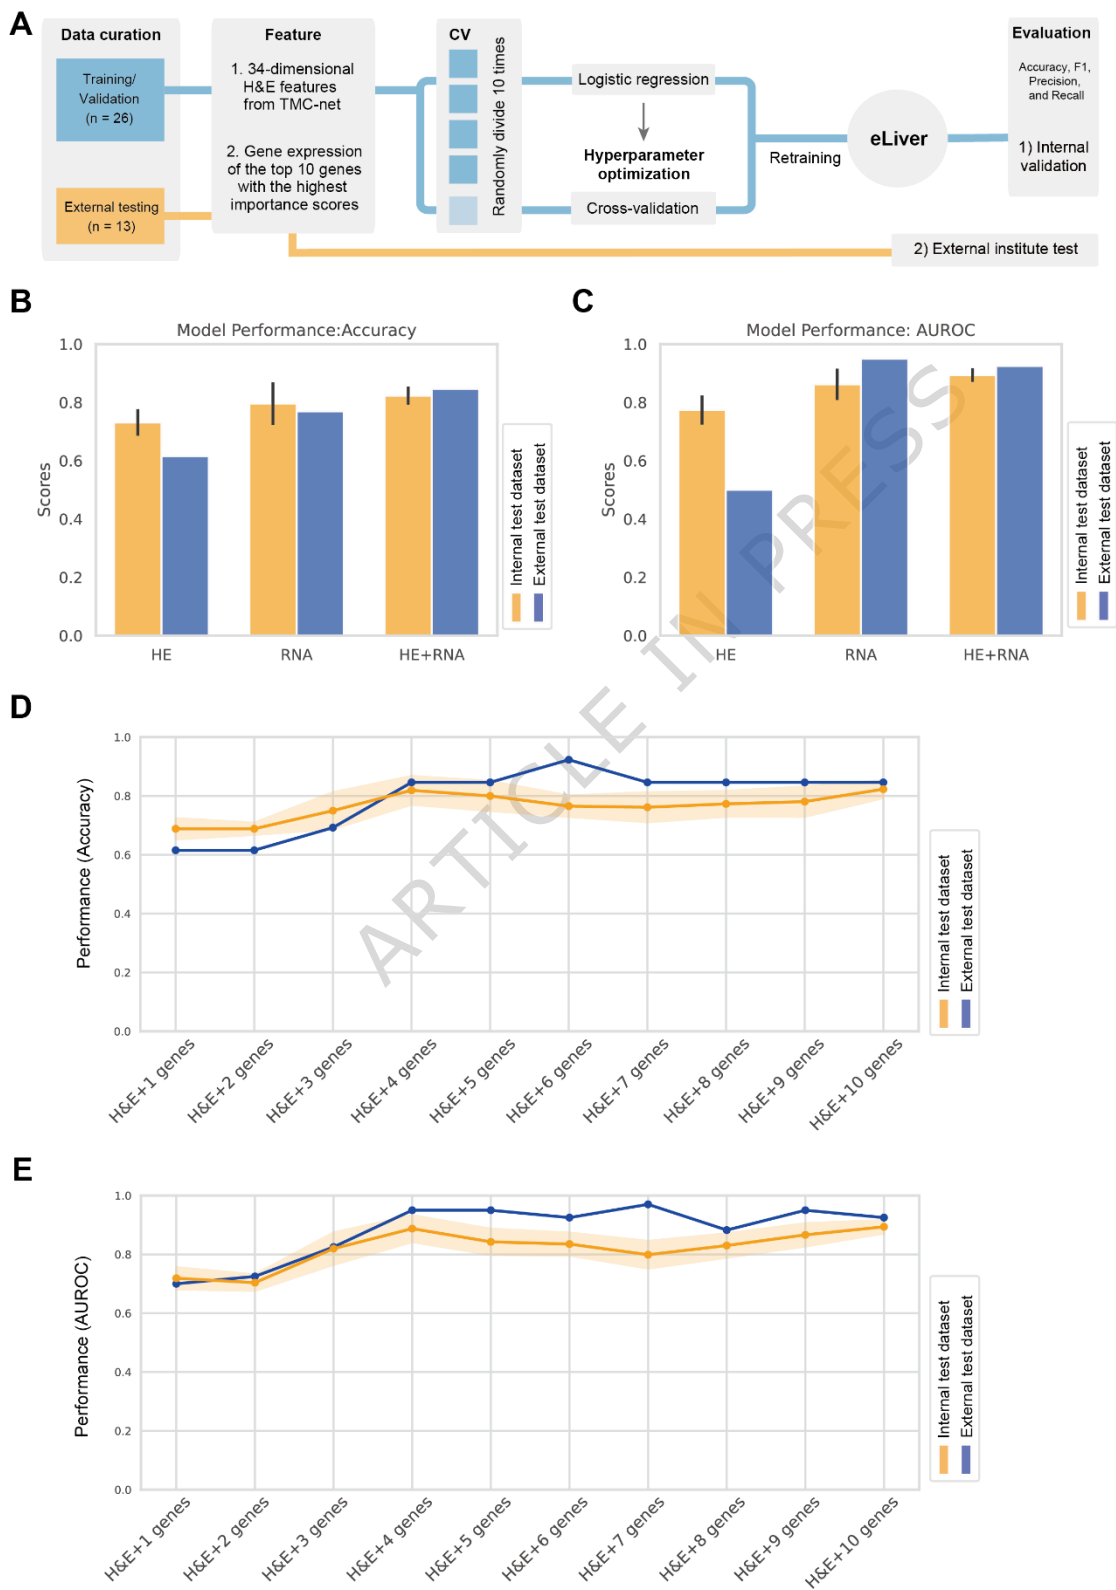 A
Data curation
Training/
Validation
(n = 26)
External testing
(n = 13)
Feature
1. 34-dimensional
H&E features
from TMC-net
2. Gene expression
of the top 10 genes
with the highest
importance scores
CV
Randomly divide 10 times
Logistic regression
Hyperparameter
optimization
Cross-validation
Retraining
eLiver
Evaluation
Accuracy, F1,
Precision,
and Recall
1) Internal
validation
2) External institute test
B
Model Performance:Accuracy
Scores
1.0
0.8
0.6
0.4
0.2
0.0
HE
RNA
HE+RNA
Internal test dataset
External test dataset
C
Model Performance: AUROC
Scores
1.0
0.8
0.6
0.4
0.2
0.0
HE
RNA
HE+RNA
Internal test dataset
External test dataset
ARTICLE IN PRESS
D
Performance (Accuracy)
1.0
0.8
0.6
0.4
0.2
0.0
H&E+1 genes
H&E+2 genes
H&E+3 genes
H&E+4 genes
H&E+5 genes
H&E+6 genes
H&E+7 genes
H&E+8 genes
H&E+9 genes
H&E+10 genes
Internal test dataset
External test dataset
E
Performance (AUROC)
1.0
0.8
0.6
0.4
0.2
0.0
H&E+1 genes
H&E+2 genes
H&E+3 genes
H&E+4 genes
H&E+5 genes
H&E+6 genes
H&E+7 genes
H&E+8 genes
H&E+9 genes
H&E+10 genes
Internal test dataset
External test dataset